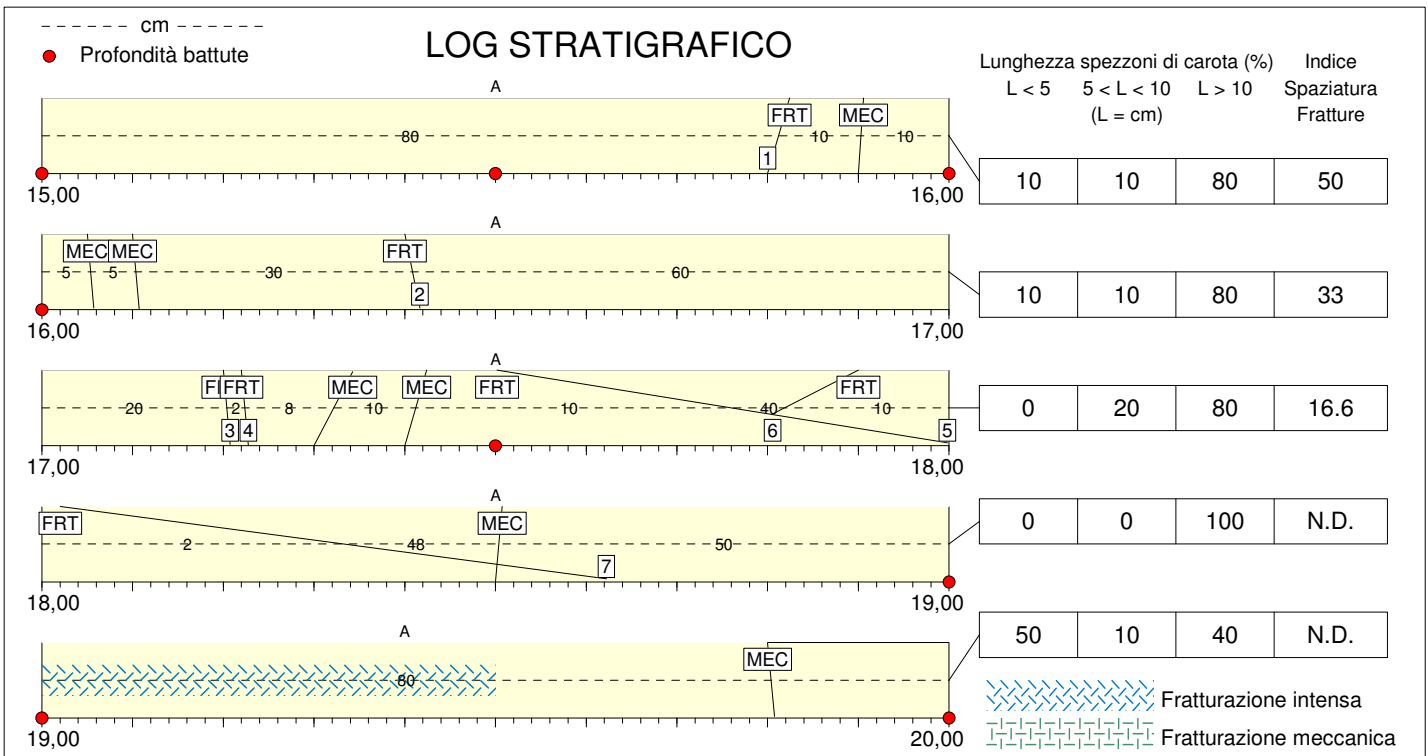 cm
Profondità battute
LOG STRATIGRAFICO
Lunghezza spezzoni di carota (%) Indice
L < 5 5 < L < 10 L > 10 Spaziatura
(L = cm) Fratture
A
FRT MEC
80 10 10
1
15,00 16,00
10 10 80 50
A
MEC MEC FRT
5 5 30 60
2
16,00 17,00
10 10 80 33
A
FRT MEC MEC FRT FRT
20 2 8 10 10 40 10
3 4 6 5
17,00 18,00
0 20 80 16.6
A
FRT MEC
2 48 50
7
18,00 19,00
0 0 100 N.D.
A
MEC
80
19,00 20,00
50 10 40 N.D.
Fratturazione intensa
Fratturazione meccanica